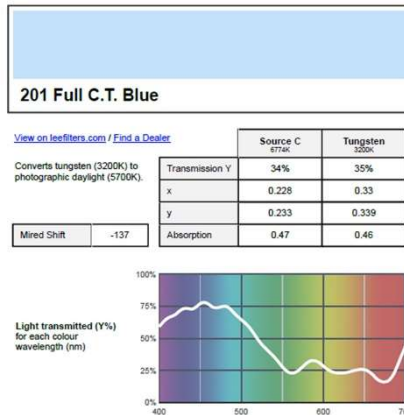 201 Full C.T. Blue
View on leefilters.com / Find a Dealer
Converts tungsten (3200K) to
photographic daylight (5700K).
Mired Shift -137
Source C Tungsten
6774K 3200K
Transmission Y 34% 35%
x 0.228 0.33
y 0.233 0.339
Absorption 0.47 0.46
Light transmitted (Y%)
for each colour
wavelength (nm)
100%
75%
50%
25%
0%
400 500 600